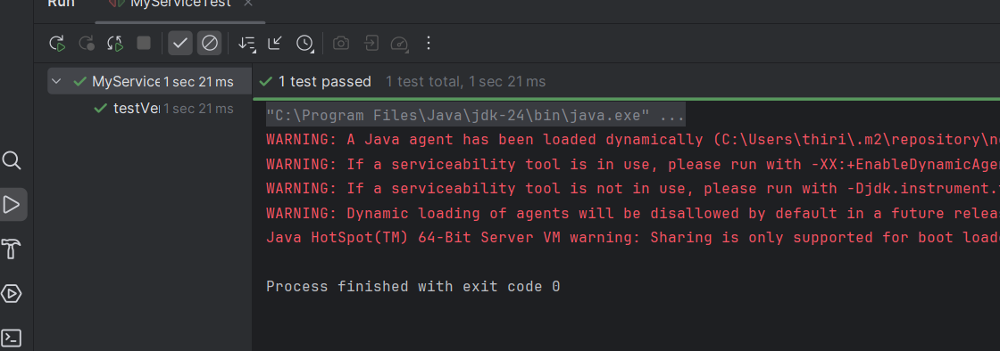 Run MyServiceTest
MyService 1 sec 21 ms
1 test passed 1 test total, 1 sec 21 ms
testVe 1 sec 21 ms
"C:\Program Files\Java\jdk-24\bin\java.exe" ...
WARNING: A Java agent has been loaded dynamically (C:\Users\thiri\.m2\repository\n
WARNING: If a serviceability tool is in use, please run with -XX:+EnableDynamicAge
WARNING: If a serviceability tool is not in use, please run with -Djdk.instrument.
WARNING: Dynamic loading of agents will be disallowed by default in a future relea
Java HotSpot(TM) 64-Bit Server VM warning: Sharing is only supported for boot load
Process finished with exit code 0